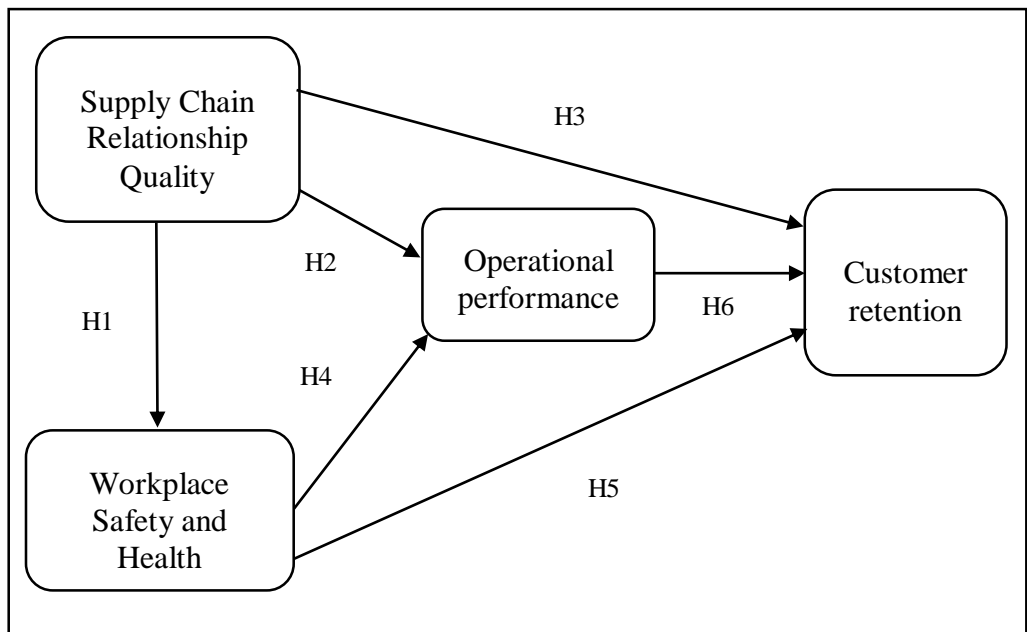 Supply Chain
Relationship
Quality
H3
H2
Operational
performance
Customer
retention
H6
H1
H4
Workplace
Safety and
Health
H5